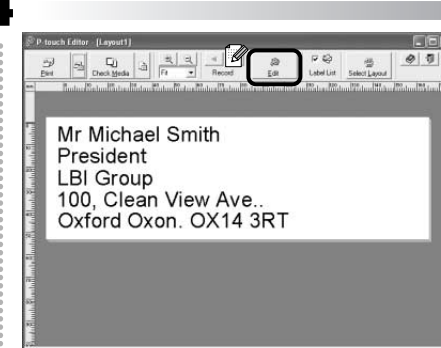 P-touch Editor - [Layout1]
Print Check Media Fit Record Edit Label List Select Layout
Mr Michael Smith
President
LBI Group
100, Clean View Ave..
Oxford Oxon. OX14 3RT